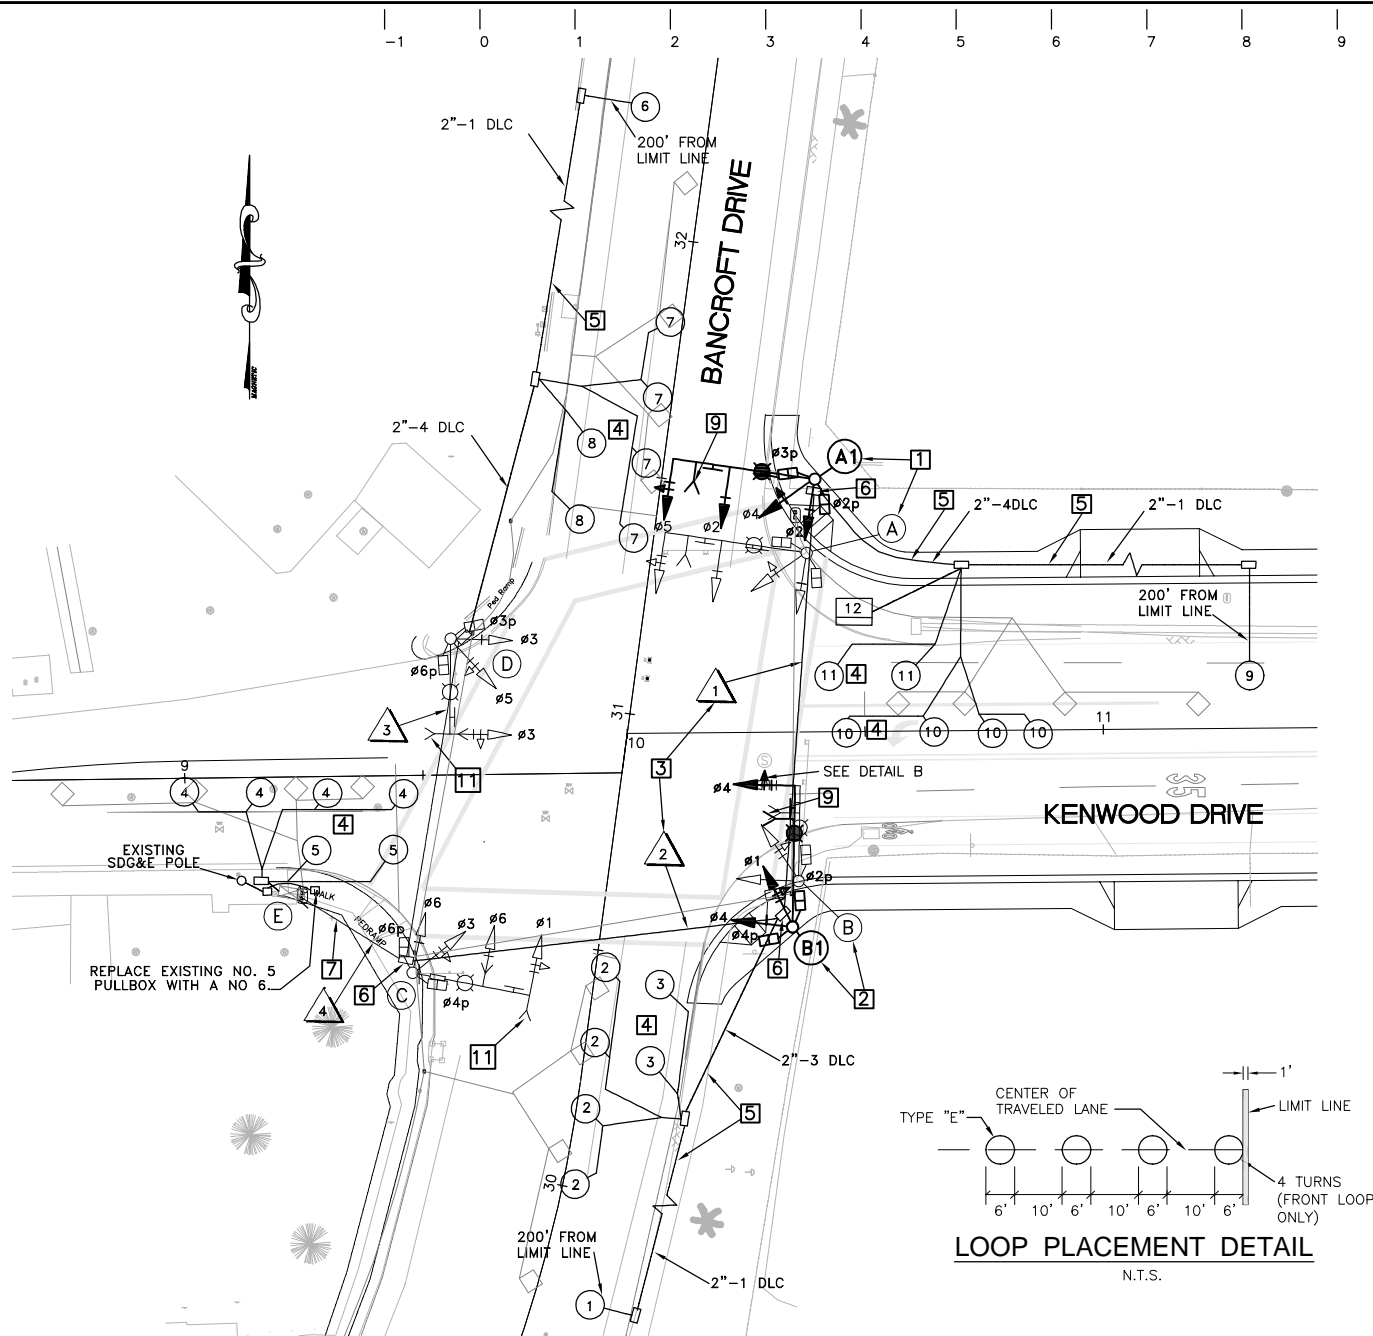 -1 0 1 2 3 4 5 6 7 8 9
6
2"-1 DLC
200' FROM
LIMIT LINE
BANCROFT DRIVE
32
MAGNETIC
5
7
7
2"-4 DLC
8
4
9
7
ø3p
A1
1
6
5
2"-4DLC
5
2"-1 DLC
ø2p
ø4
8
7
ø5
ø2
ø2
A
Ped Ramp
200' FROM
LIMIT LINE
12
ø3p
ø3
D
ø6p
ø5
11
4
11
9
1
3
ø3
31
10
10
4
10
10
10
11
3
S
SEE DETAIL B
9
11
4
4
4
4
4
ø4
9
35
KENWOOD DRIVE
EXISTING
SDG&E POLE
5
5
2
ø1
ø2p
WALK
E
PEDRAMP
ø6
ø3
ø6
ø1
ø6p
ø4
ø4p
B
B1
REPLACE EXISTING NO. 5
PULLBOX WITH A NO 6.
7
6
C
4
ø4p
6
2
2
3
4
2
3
11
2"-3 DLC
2
5
30
2
200' FROM
LIMIT LINE
2"-1 DLC
1
1'
CENTER OF
TRAVELED LANE
LIMIT LINE
TYPE "E"
4 TURNS
(FRONT LOOP
ONLY)
6' 10' 6' 10' 6' 10' 6'
LOOP PLACEMENT DETAIL
N.T.S.